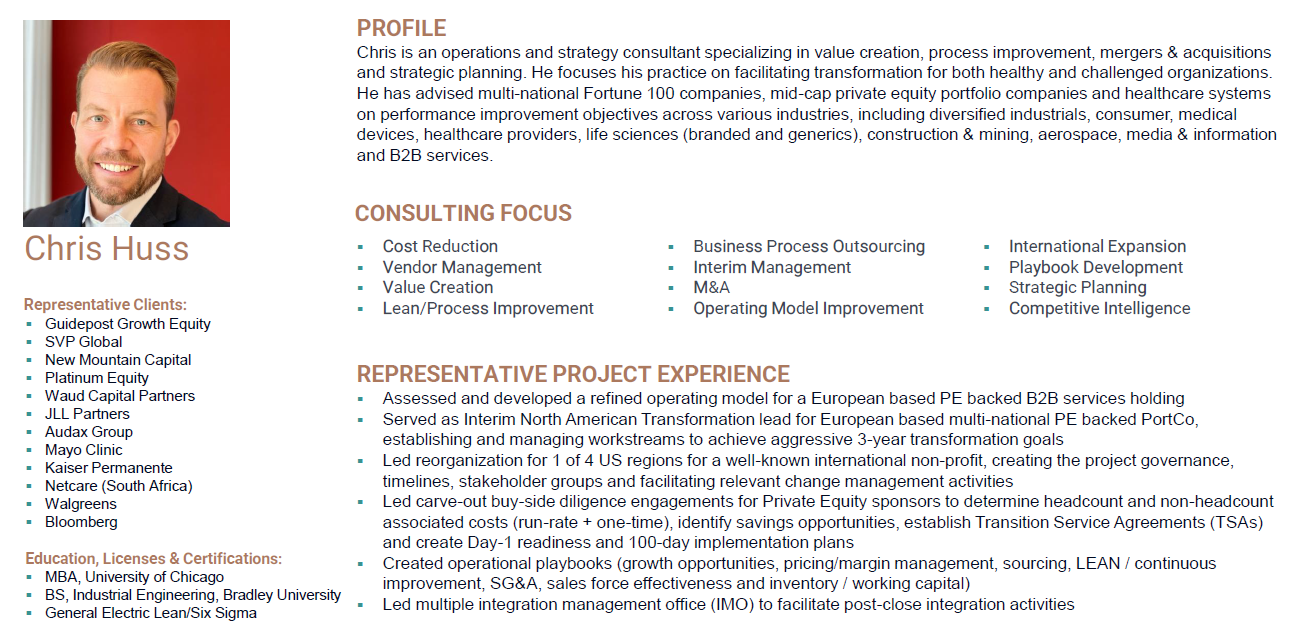 Chris Huss
Representative Clients:
▪ Guidepost Growth Equity
▪ SVP Global
▪ New Mountain Capital
▪ Platinum Equity
▪ Waud Capital Partners
▪ JLL Partners
▪ Audax Group
▪ Mayo Clinic
▪ Kaiser Permanente
▪ Netcare (South Africa)
▪ Walgreens
▪ Bloomberg
Education, Licenses & Certifications:
▪ MBA, University of Chicago
▪ BS, Industrial Engineering, Bradley University
▪ General Electric Lean/Six Sigma
PROFILE
Chris is an operations and strategy consultant specializing in value creation, process improvement, mergers & acquisitions
and strategic planning. He focuses his practice on facilitating transformation for both healthy and challenged organizations.
He has advised multi-national Fortune 100 companies, mid-cap private equity portfolio companies and healthcare systems
on performance improvement objectives across various industries, including diversified industrials, consumer, medical
devices, healthcare providers, life sciences (branded and generics), construction & mining, aerospace, media & information
and B2B services.
CONSULTING FOCUS
▪ Cost Reduction
▪ Vendor Management
▪ Value Creation
▪ Lean/Process Improvement
▪ Business Process Outsourcing
▪ Interim Management
▪ M&A
▪ Operating Model Improvement
▪ International Expansion
▪ Playbook Development
▪ Strategic Planning
▪ Competitive Intelligence
REPRESENTATIVE PROJECT EXPERIENCE
▪ Assessed and developed a refined operating model for a European based PE backed B2B services holding
▪ Served as Interim North American Transformation lead for European based multi-national PE backed PortCo,
establishing and managing workstreams to achieve aggressive 3-year transformation goals
▪ Led reorganization for 1 of 4 US regions for a well-known international non-profit, creating the project governance,
timelines, stakeholder groups and facilitating relevant change management activities
▪ Led carve-out buy-side diligence engagements for Private Equity sponsors to determine headcount and non-headcount
associated costs (run-rate + one-time), identify savings opportunities, establish Transition Service Agreements (TSAs)
and create Day-1 readiness and 100-day implementation plans
▪ Created operational playbooks (growth opportunities, pricing/margin management, sourcing, LEAN / continuous
improvement, SG&A, sales force effectiveness and inventory / working capital)
▪ Led multiple integration management office (IMO) to facilitate post-close integration activities